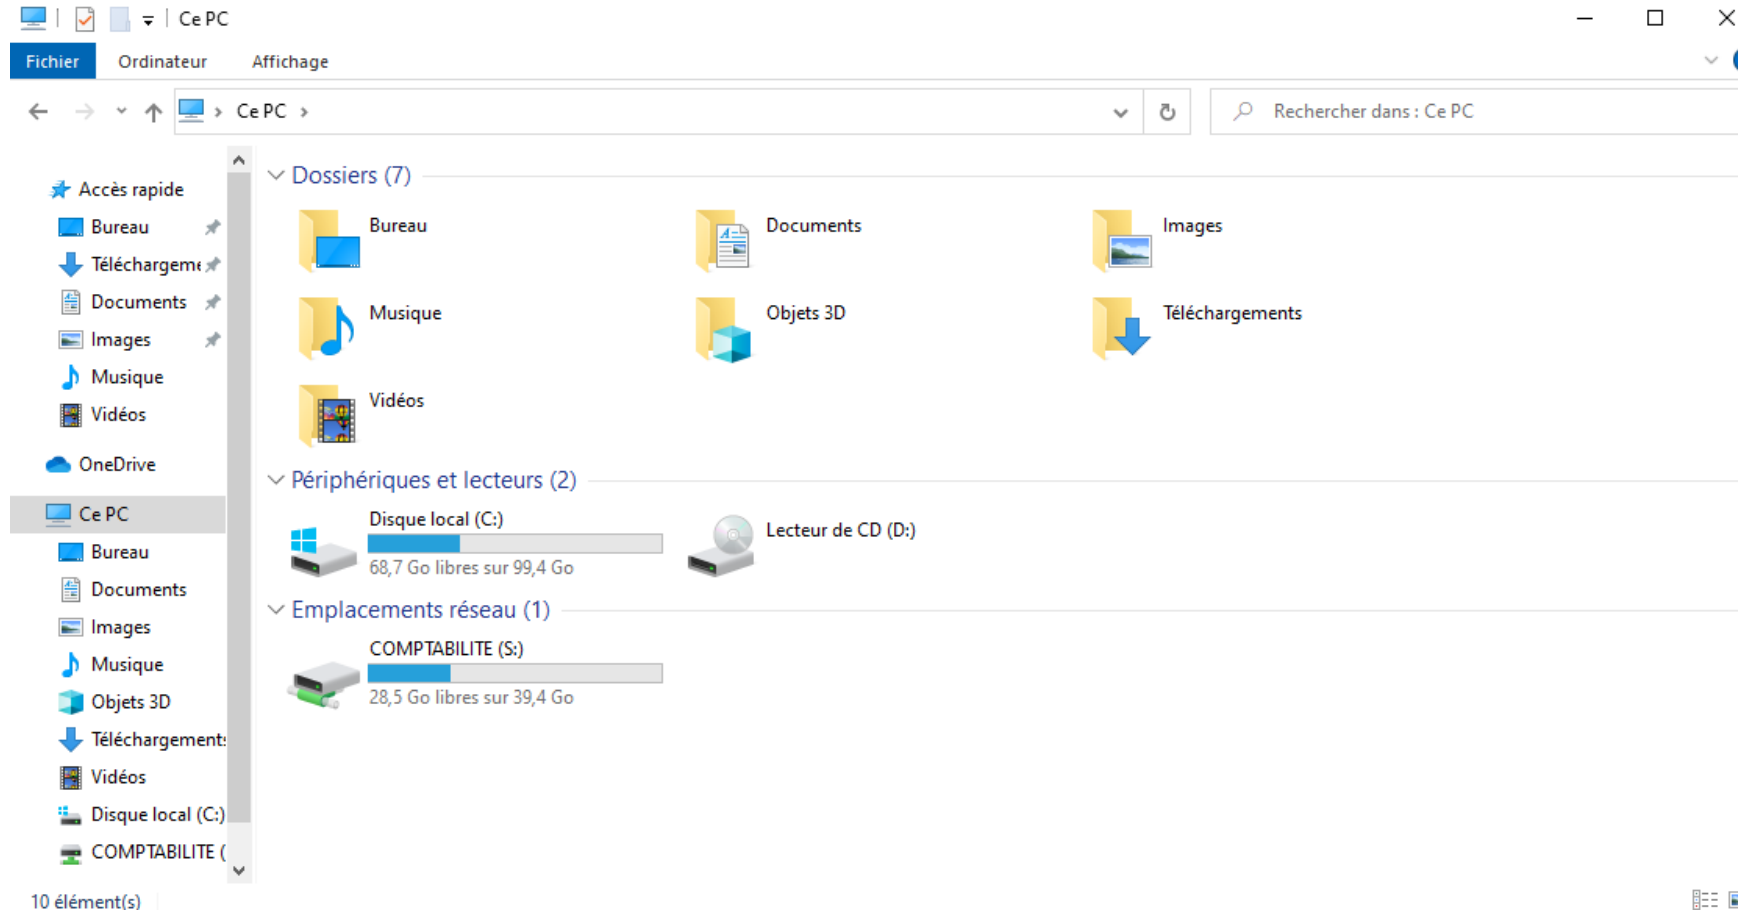 Ce PC
Fichier Ordinateur Affichage
Ce PC
Rechercher dans : Ce PC
Accès rapide
Bureau
Téléchargeme
Documents
Images
Musique
Vidéos
OneDrive
Ce PC
Bureau
Documents
Images
Musique
Objets 3D
Téléchargements
Vidéos
Disque local (C:)
COMPTABILITE (
10 élément(s)
Dossiers (7)
Bureau
Documents
Images
Musique
Objets 3D
Téléchargements
Vidéos
Périphériques et lecteurs (2)
Disque local (C:)
68,7 Go libres sur 99,4 Go
Lecteur de CD (D:)
Emplacements réseau (1)
COMPTABILITE (S:)
28,5 Go libres sur 39,4 Go